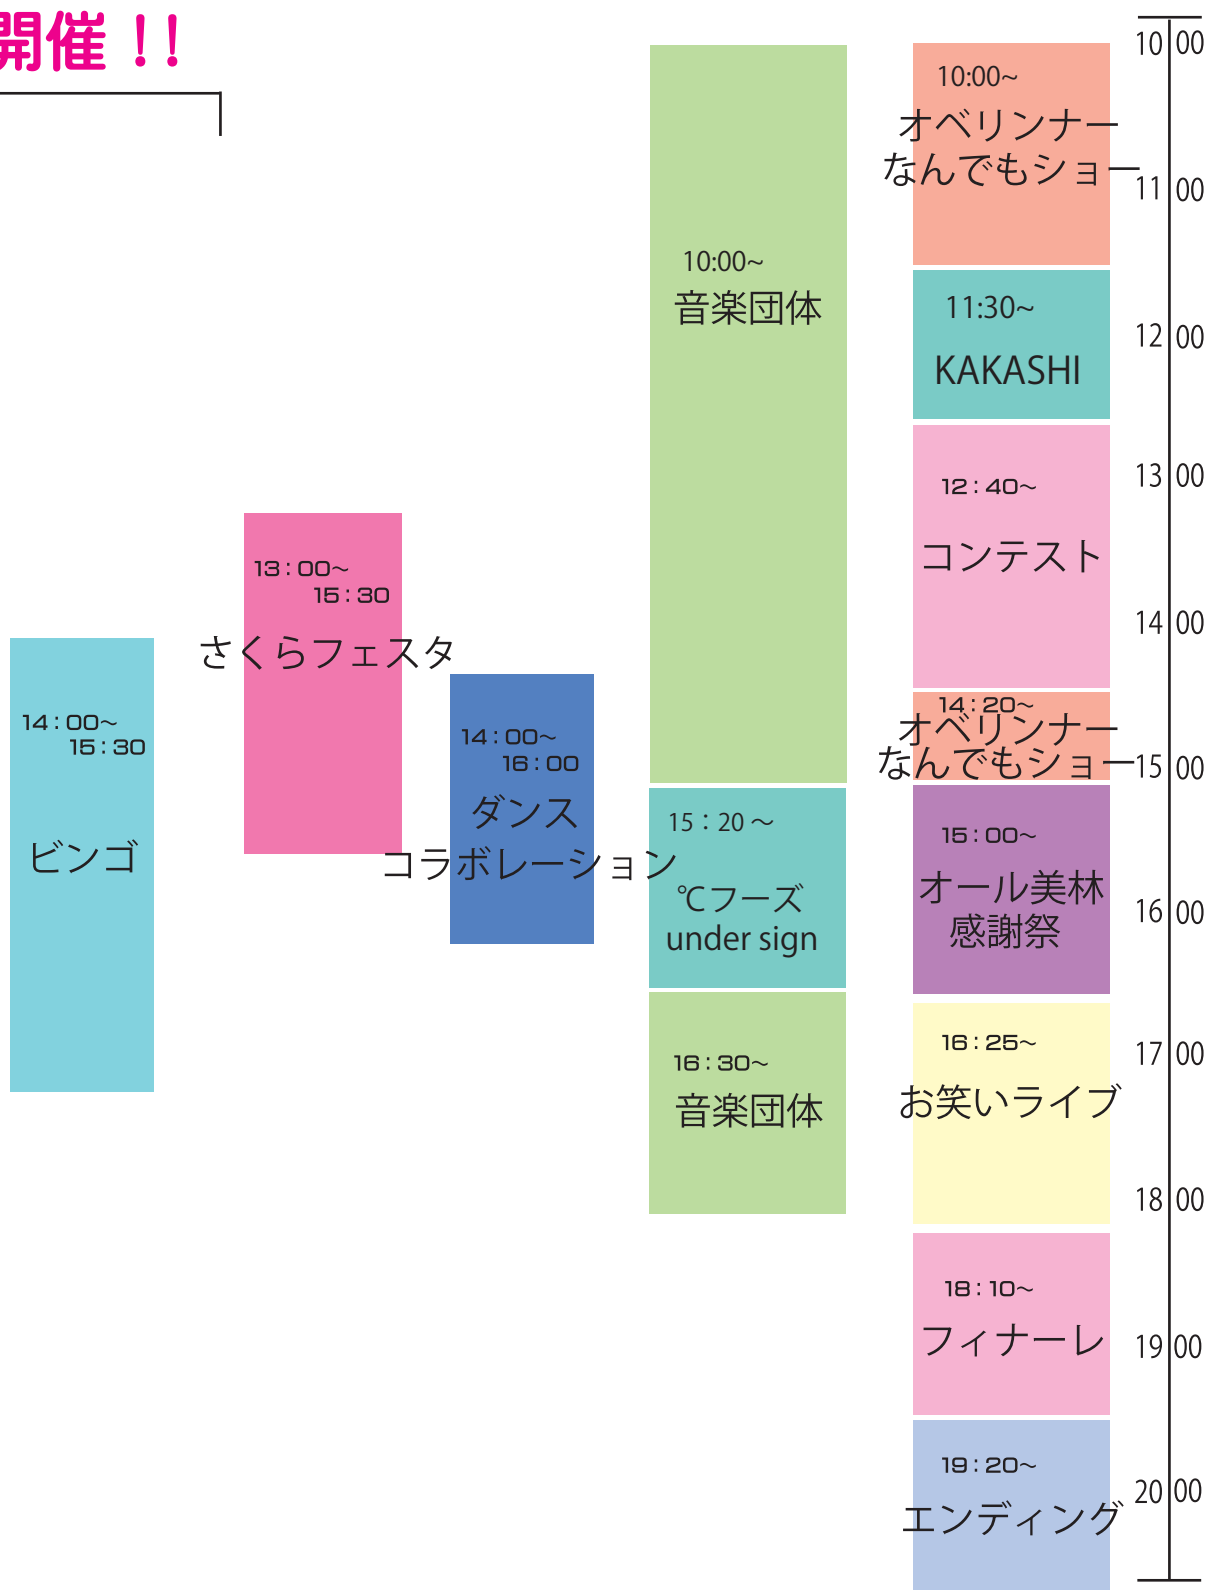 開催!!
14:00~
15:30
ビンゴ
13:00~
15:30
さくらフェスタ
14:00~
16:00
ダンス
コラボレーション
10:00~
音楽団体
15:20~
℃フーズ
under sign
16:30~
音楽団体
10:00~
オベリンナー
なんでもショー
11:30~
KAKASHI
12:40~
コンテスト
14:20~
オベリンナー
なんでもショー
15:00~
オール美林
感謝祭
16:25~
お笑いライブ
18:10~
フィナーレ
19:20~
エンディング
10 00
11 00
12 00
13 00
14 00
15 00
16 00
17 00
18 00
19 00
20 00